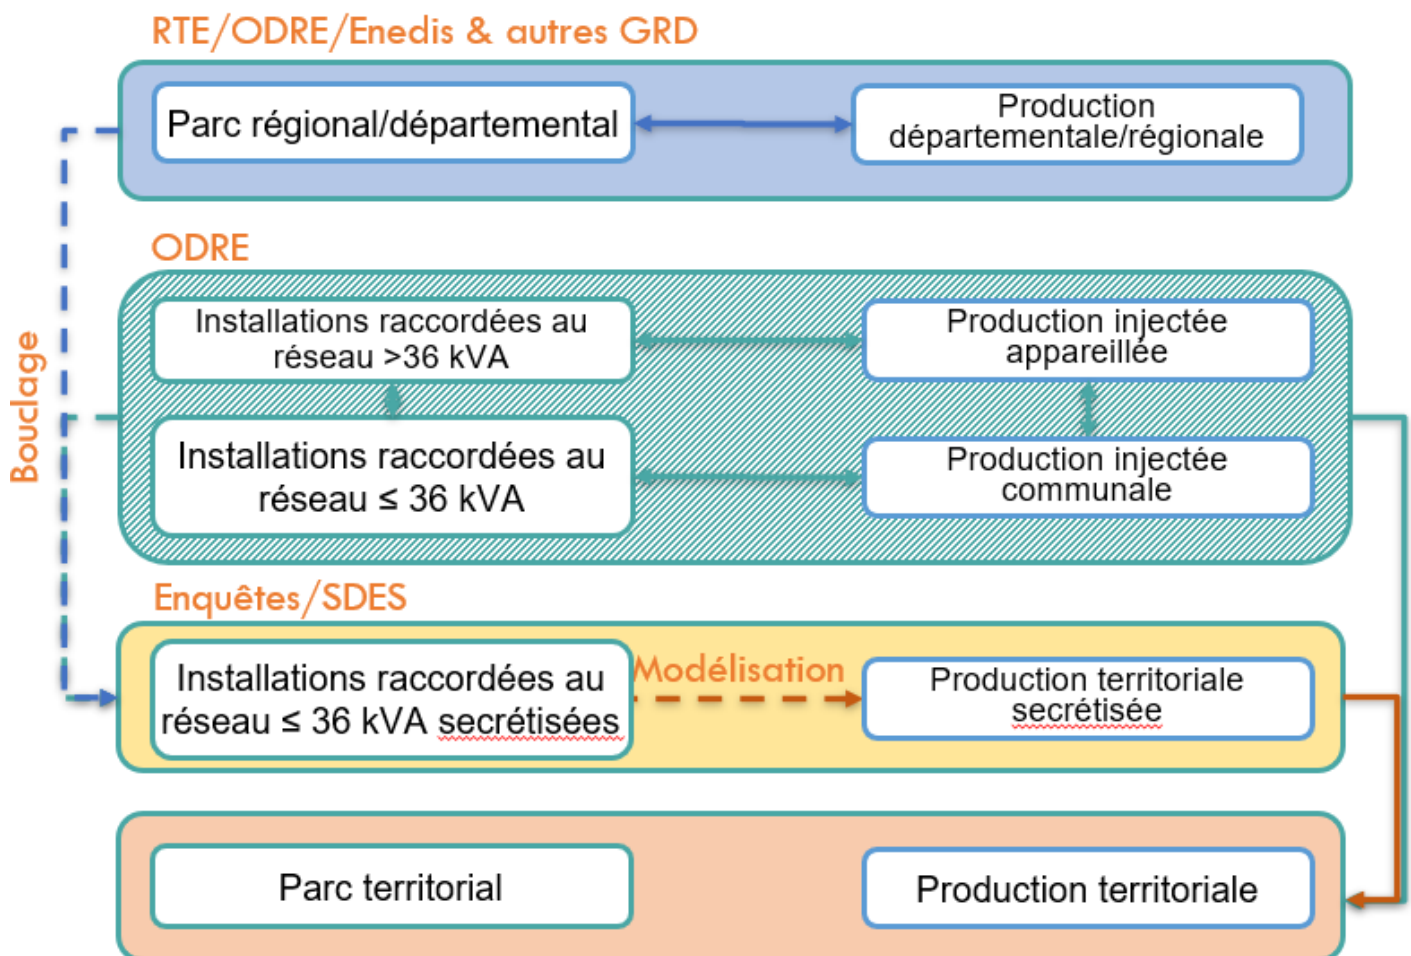 RTE/ODRE/Enedis & autres GRD
Parc régional/départemental
Production
départementale/régionale
ODRE
Installations raccordées au
réseau >36 kVA
Production injectée
appareillée
Bouclage
Installations raccordées au
réseau ≤ 36 kVA
Production injectée
communale
Enquêtes/SDES
Installations raccordées au
réseau ≤ 36 kVA secrétisées
Modélisation
Production territoriale
secrétisée
Parc territorial
Production territoriale